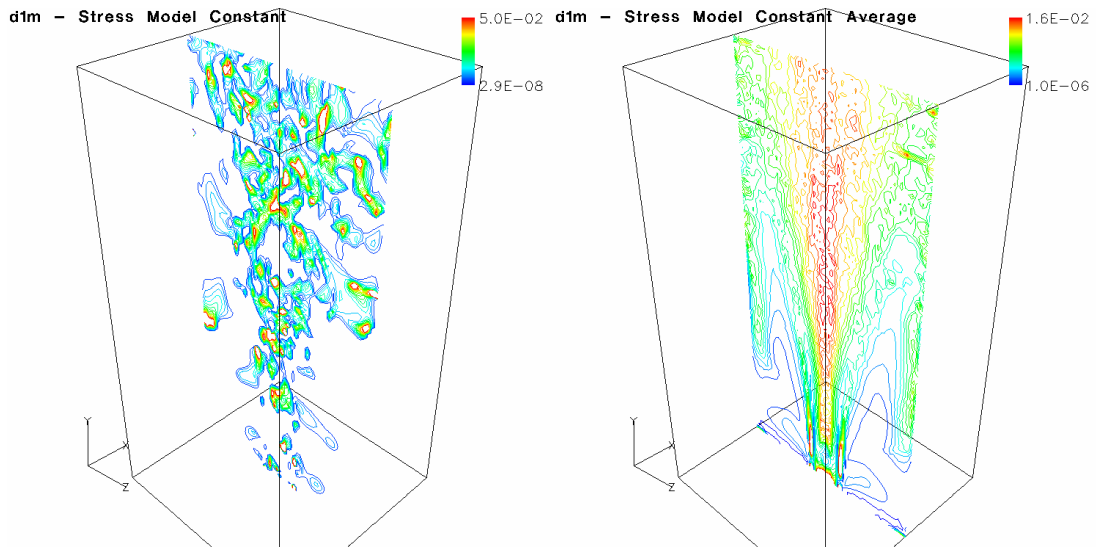 d1m - Stress Model Constant
5.0E-02
2.9E-08
Y
X
Z
d1m - Stress Model Constant Average
1.6E-02
1.0E-06
Y
X
Z